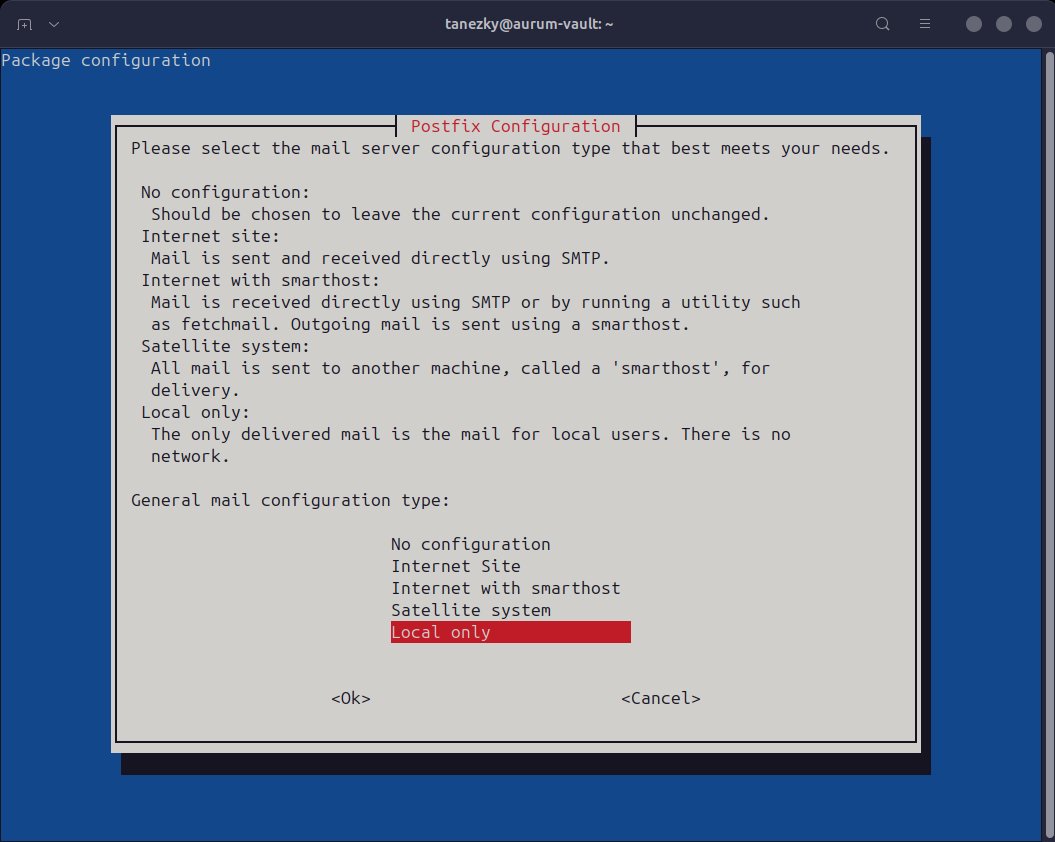 tanezky@aurum-vault: ~
Package configuration
Postfix Configuration
Please select the mail server configuration type that best meets your needs.
No configuration:
Should be chosen to leave the current configuration unchanged.
Internet site:
Mail is sent and received directly using SMTP.
Internet with smarthost:
Mail is received directly using SMTP or by running a utility such
as fetchmail. Outgoing mail is sent using a smarthost.
Satellite system:
All mail is sent to another machine, called a 'smarthost', for
delivery.
Local only:
The only delivered mail is the mail for local users. There is no
network.
General mail configuration type:
No configuration
Internet Site
Internet with smarthost
Satellite system
Local only
<Ok> <Cancel>